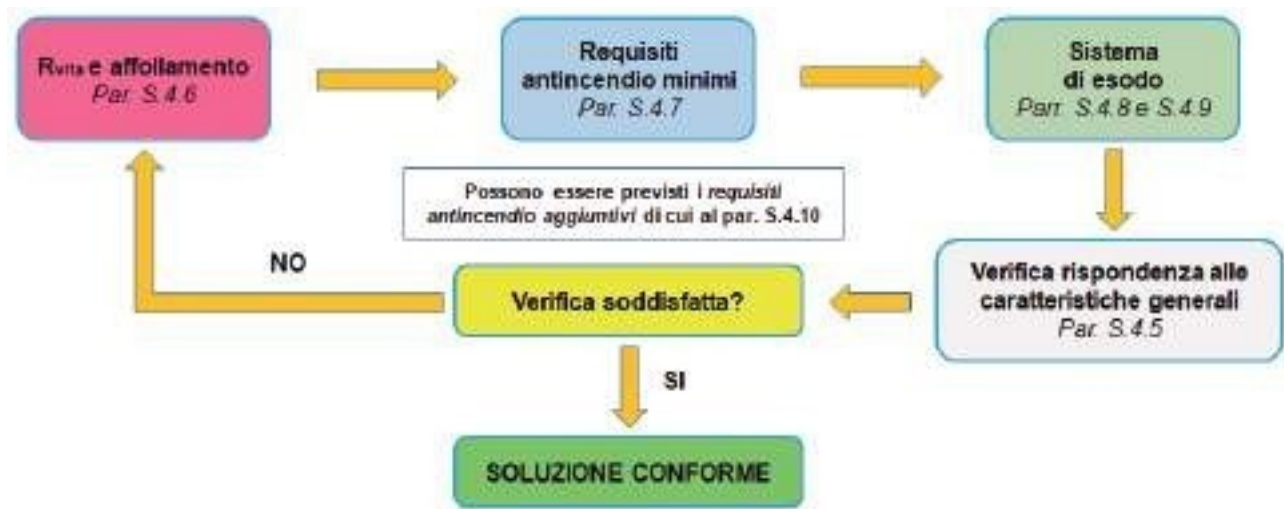 Rvita e affollamento
Par. S.4.6
Requisiti
antincendio minimi
Par. S.4.7
Sistema
di esodo
Parr. S.4.8 e S.4.9
Possono essere previsti i requisiti
antincendio aggiuntivi di cui al par. S.4.10
NO
Verifica soddisfatta?
Verifica rispondenza alle
caratteristiche generali
Par. S.4.5
SI
SOLUZIONE CONFORME